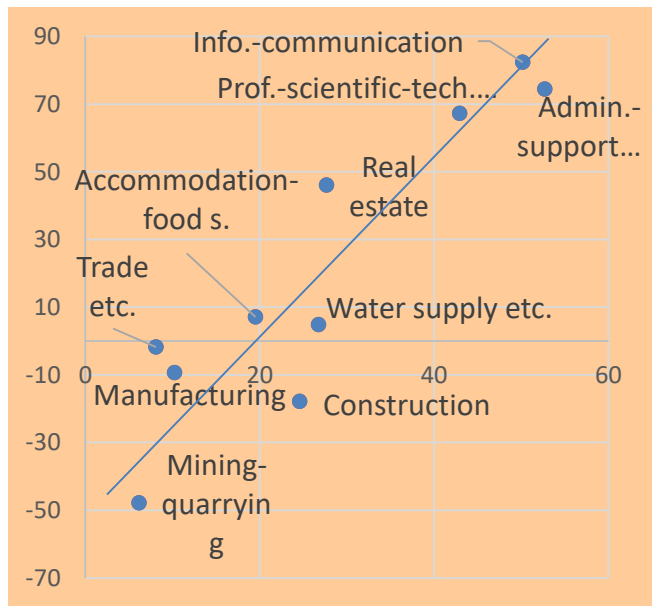 90
Info.-communication
Prof.-scientific-tech....
70
Admin.-
support...
50
Accommodation-
food s.
Real
estate
30
Trade
etc.
10
Water supply etc.
-10
0
20
40
60
Manufacturing
Construction
-30
Mining-
quarryin
g
-50
-70